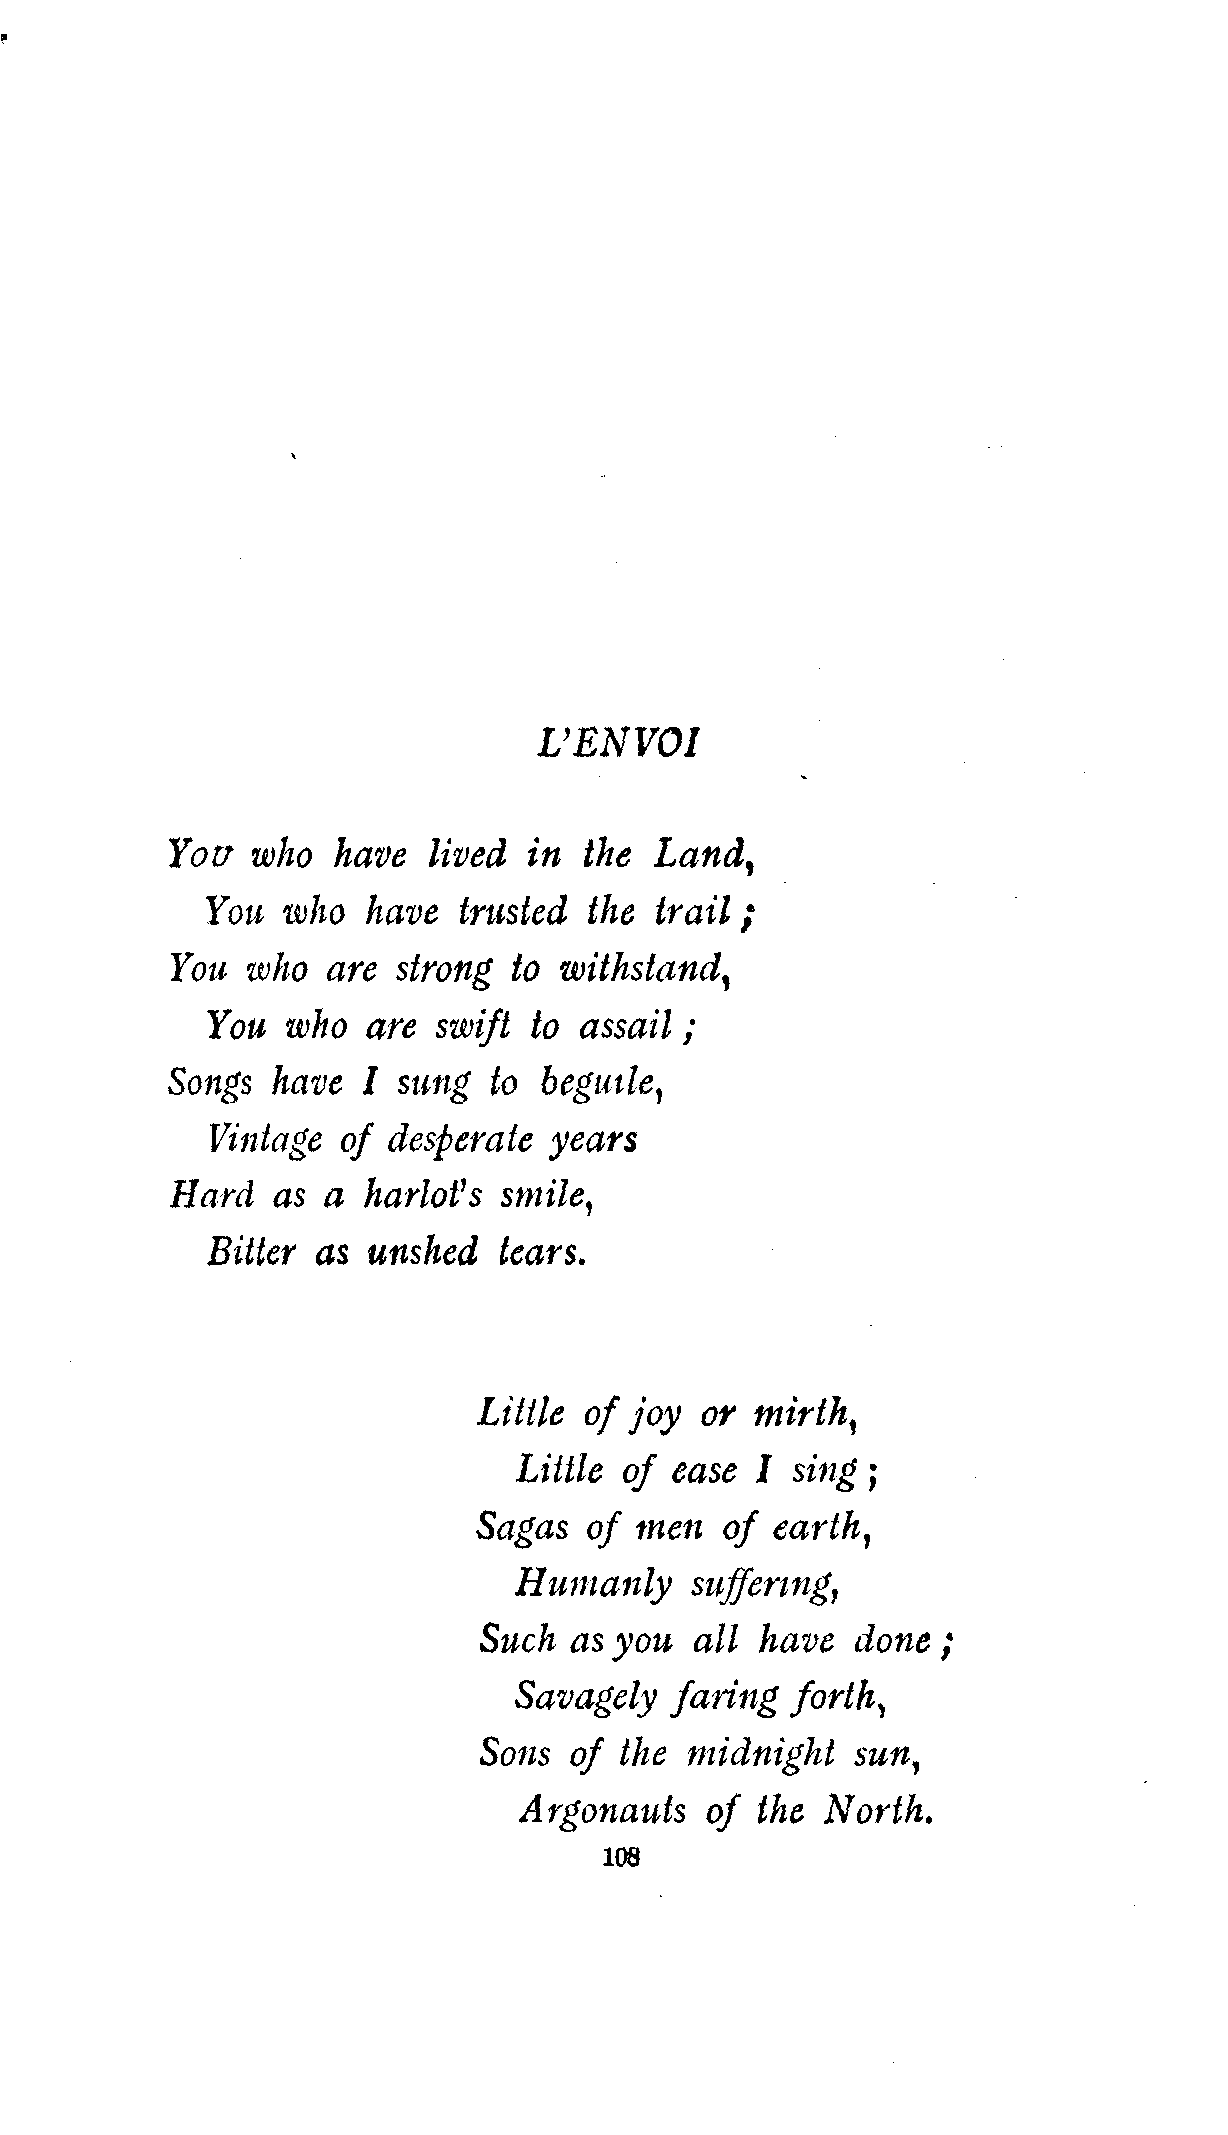 L'ENVOI
You who have lived in the Land,
You who have trusted the trail;
You who are strong to withstand,
You who are swift to assail;
Songs have I sung to beguile,
Vintage of desperate years
Hard as a harlot's smile,
Bitter as unshed tears.
Little of joy or mirth,
Little of ease I sing;
Sagas of men of earth,
Humanly suffering,
Such as you all have done;
Savagely faring forth,
Sons of the midnight sun,
Argonauts of the North.
108